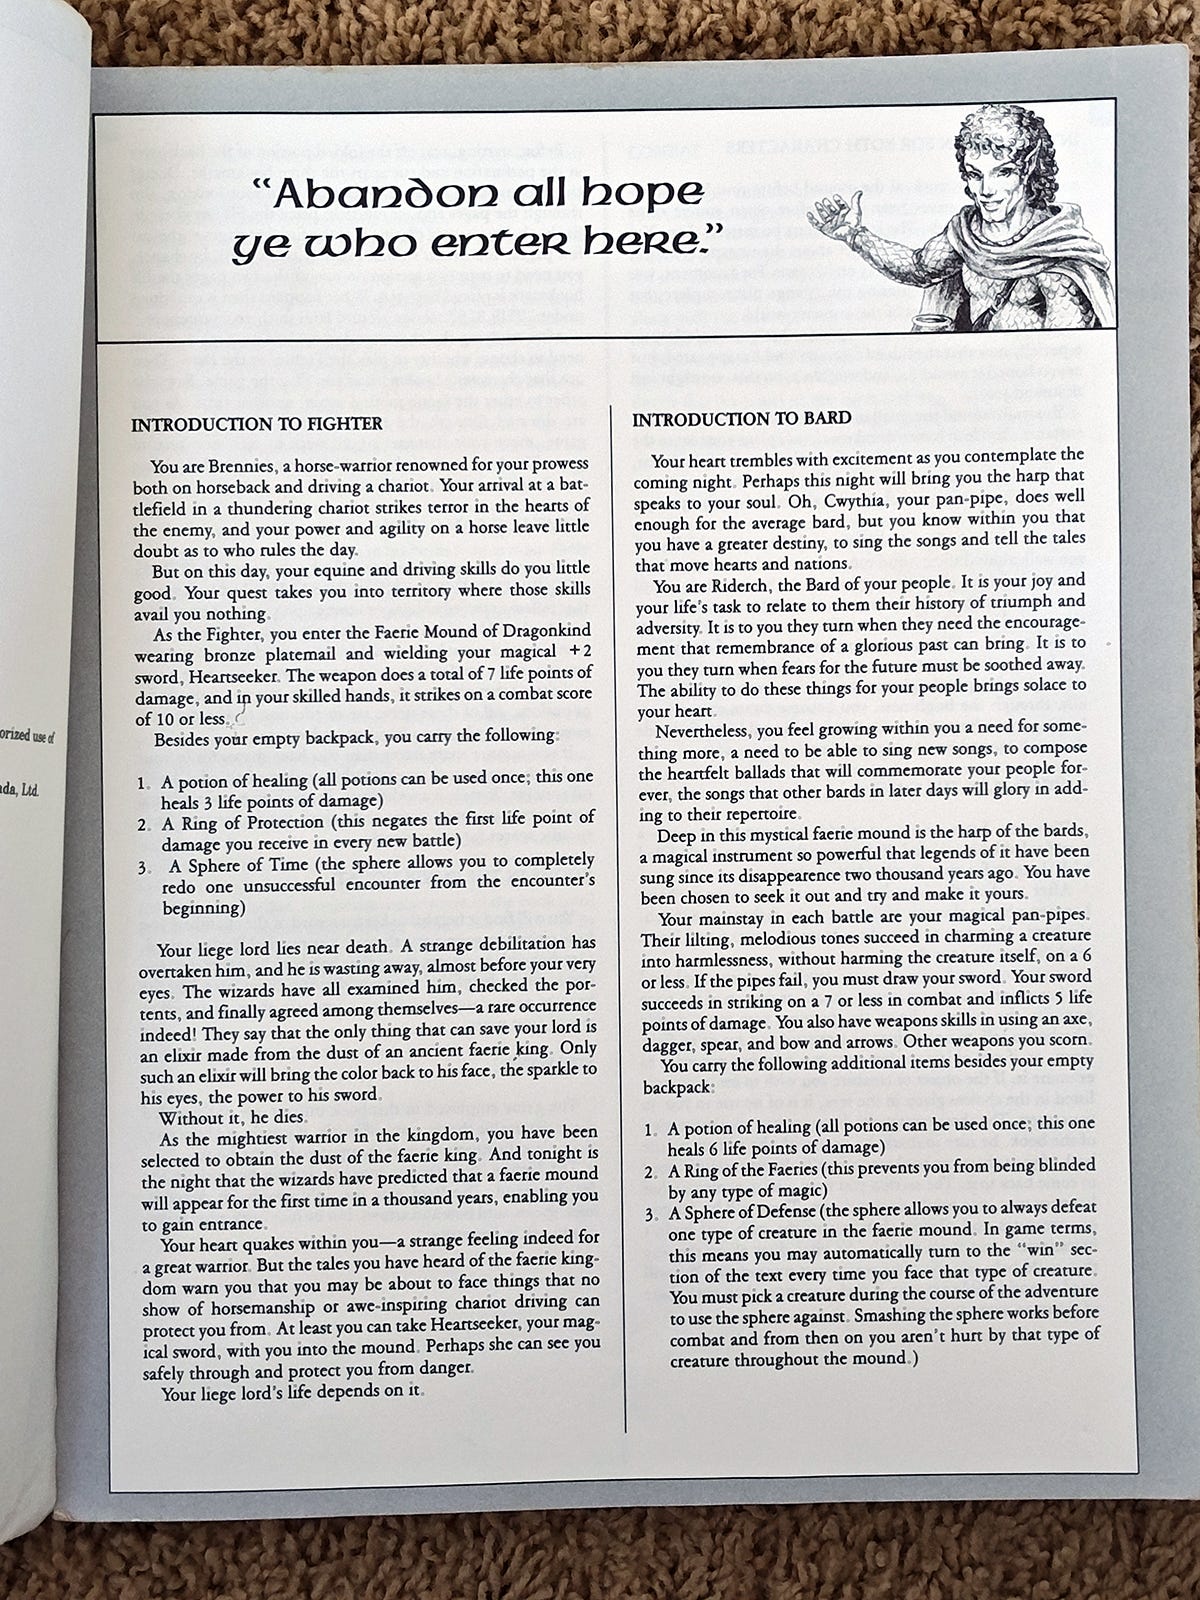 "Abandon all hope
ye who enter here."
INTRODUCTION TO FIGHTER
You are Brennies, a horse-warrior renowned for your prowess
both on horseback and driving a chariot. Your arrival at a bat-
tlefield in a thundering chariot strikes terror in the hearts of
the enemy, and your power and agility on a horse leave little
doubt as to who rules the day.
But on this day, your equine and driving skills do you little
good. Your quest takes you into territory where those skills
avail you nothing.
As the Fighter, you enter the Faerie Mound of Dragonkind
wearing bronze platemail and wielding your magical +2
sword, Heartseeker. The weapon does a total of 7 life points of
damage, and in your skilled hands, it strikes on a combat score
of 10 or less.
Besides your empty backpack, you carry the following:
1. A potion of healing (all potions can be used once; this one
heals 3 life points of damage)
2. A Ring of Protection (this negates the first life point of
damage you receive in every new battle)
3. A Sphere of Time (the sphere allows you to completely
redo one unsuccessful encounter from the encounter's
beginning)
Your liege lord lies near death. A strange debilitation has
overtaken him, and he is wasting away, almost before your very
eyes. The wizards have all examined him, checked the por-
tents, and finally agreed among themselves—a rare occurrence
indeed! They say that the only thing that can save your lord is
an elixir made from the dust of an ancient faerie king. Only
such an elixir will bring the color back to his face, the sparkle to
his eyes, the power to his sword.
Without it, he dies.
As the mightiest warrior in the kingdom, you have been
selected to obtain the dust of the faerie king. And tonight is
the night that the wizards have predicted that a faerie mound
will appear for the first time in a thousand years, enabling you
to gain entrance.
Your heart quakes within you—a strange feeling indeed for
a great warrior. But the tales you have heard of the faerie king-
dom warn you that you may be about to face things that no
show of horsemanship or awe-inspiring chariot driving can
protect you from. At least you can take Heartseeker, your mag-
ical sword, with you into the mound. Perhaps she can see you
safely through and protect you from danger.
Your liege lord's life depends on it.
INTRODUCTION TO BARD
Your heart trembles with excitement as you contemplate the
coming night. Perhaps this night will bring you the harp that
speaks to your soul. Oh, Cwythia, your pan-pipe, does well
enough for the average bard, but you know within you that
you have a greater destiny, to sing the songs and tell the tales
that move hearts and nations.
You are Riderch, the Bard of your people. It is your joy and
your life's task to relate to them their history of triumph and
adversity. It is to you they turn when they need the encourage-
ment that remembrance of a glorious past can bring. It is to
you they turn when fears for the future must be soothed away.
The ability to do these things for your people brings solace to
your heart.
Nevertheless, you feel growing within you a need for some-
thing more, a need to be able to sing new songs, to compose
the heartfelt ballads that will commemorate your people for-
ever, the songs that other bards in later days will glory in add-
ing to their repertoire.
Deep in this mystical faerie mound is the harp of the bards,
a magical instrument so powerful that legends of it have been
sung since its disappearence two thousand years ago. You have
been chosen to seek it out and try and make it yours.
Your mainstay in each battle are your magical pan-pipes.
Their lilting, melodious tones succeed in charming a creature
into harmlessness, without harming the creature itself, on a 6
or less. If the pipes fail, you must draw your sword. Your sword
succeeds in striking on a 7 or less in combat and inflicts 5 life
points of damage. You also have weapons skills in using an axe,
dagger, spear, and bow and arrows. Other weapons you scorn.
You carry the following additional items besides your empty
backpack:
1. A potion of healing (all potions can be used once; this one
heals 6 life points of damage)
2. A Ring of the Faeries (this prevents you from being blinded
by any type of magic)
3. A Sphere of Defense (the sphere allows you to always defeat
one type of creature in the faerie mound. In game terms,
this means you may automatically turn to the "win" sec-
tion of the text every time you face that type of creature.
You must pick a creature during the course of the adventure
to use the sphere against. Smashing the sphere works before
combat and from then on you aren't hurt by that type of
creature throughout the mound.)
orized use of
ada, Ltd.